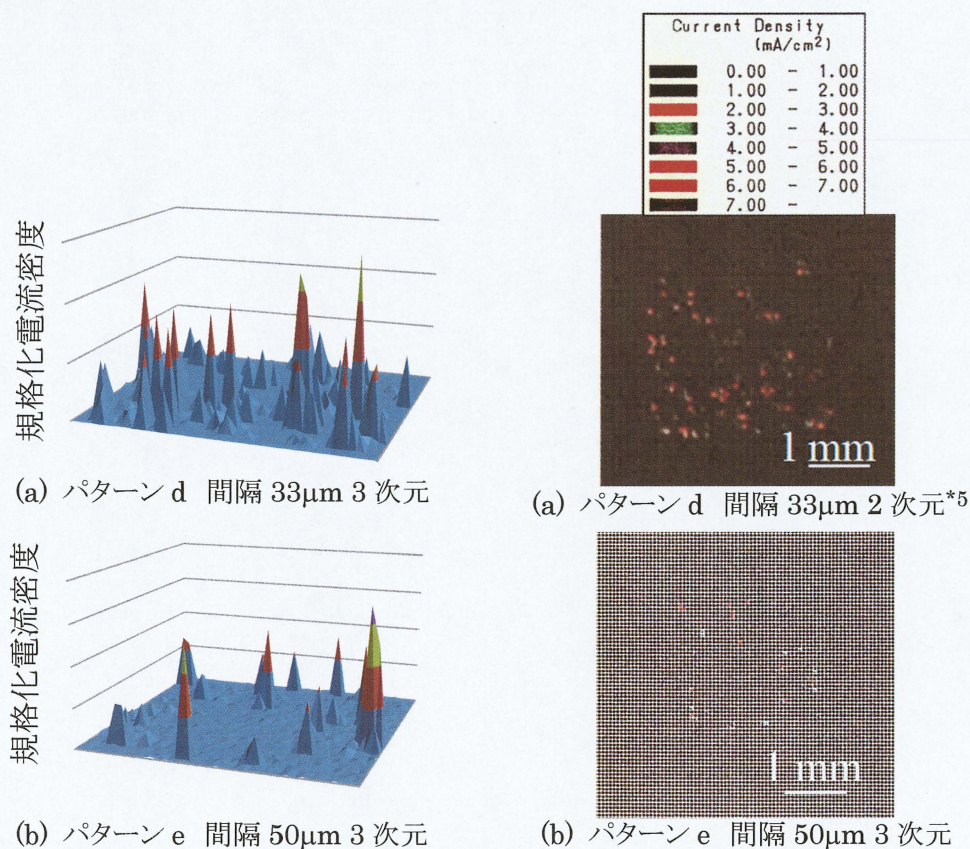 規格化電流密度
(a) パターン d 間隔 33μm 3 次元
Current Density
(mA/cm²)
0.00 - 1.00
1.00 - 2.00
2.00 - 3.00
3.00 - 4.00
4.00 - 5.00
5.00 - 6.00
6.00 - 7.00
7.00 -
1 mm
(a) パターン d 間隔 33μm 2 次元*5
規格化電流密度
(b) パターン e 間隔 50μm 3 次元
1 mm
(b) パターン e 間隔 50μm 3 次元